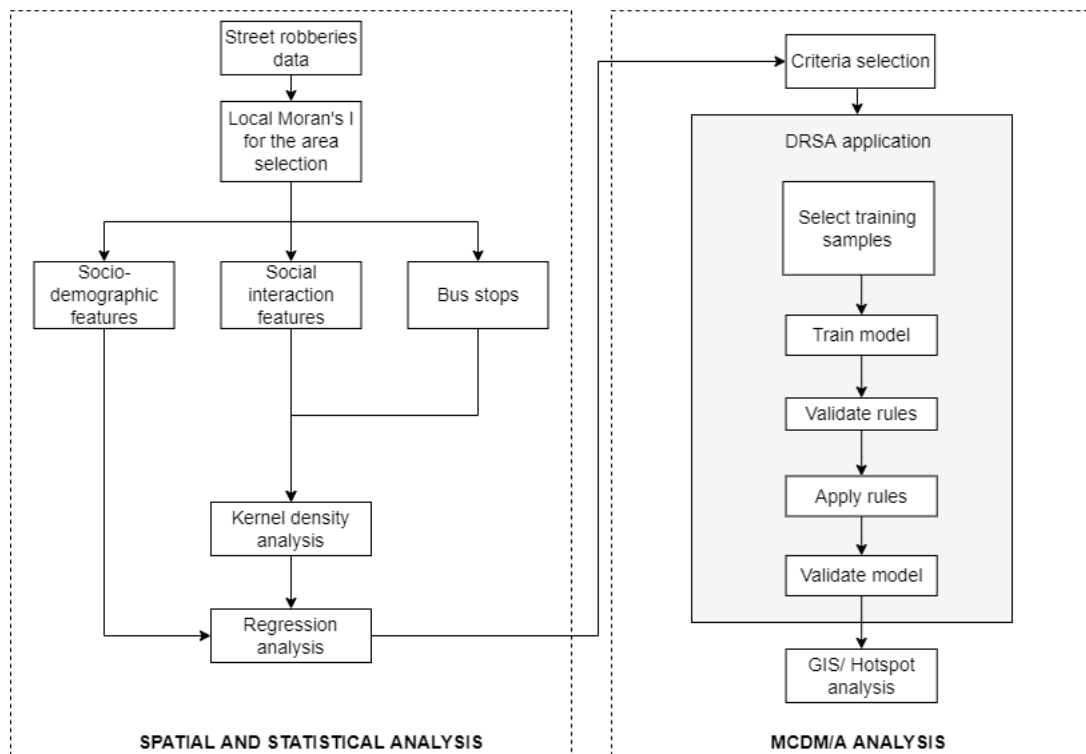 Street robberies
data
Local Moran's I
for the area
selection
Socio-
demographic
features
Social
interaction
features
Bus stops
Kernel density
analysis
Regression
analysis
SPATIAL AND STATISTICAL ANALYSIS
Criteria selection
DRSA application
Select training
samples
Train model
Validate rules
Apply rules
Validate model
GIS/ Hotspot
analysis
MCDM/A ANALYSIS